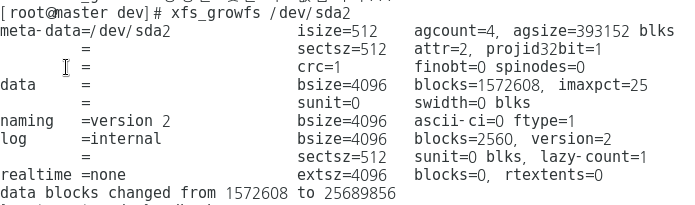 [root@master dev]# xfs_growfs /dev/sda2
meta-data=/dev/sda2              isize=512    agcount=4, agsize=393152 blks
         =                       sectsz=512   attr=2, projid32bit=1
         =                       crc=1        finobt=0 spinodes=0
data     =                       bsize=4096   blocks=1572608, imaxpct=25
         =                       sunit=0      swidth=0 blks
naming   =version 2              bsize=4096   ascii-ci=0 ftype=1
log      =internal               bsize=4096   blocks=2560, version=2
         =                       sectsz=512   sunit=0 blks, lazy-count=1
realtime =none                   extsz=4096   blocks=0, rtextents=0
data blocks changed from 1572608 to 25689856